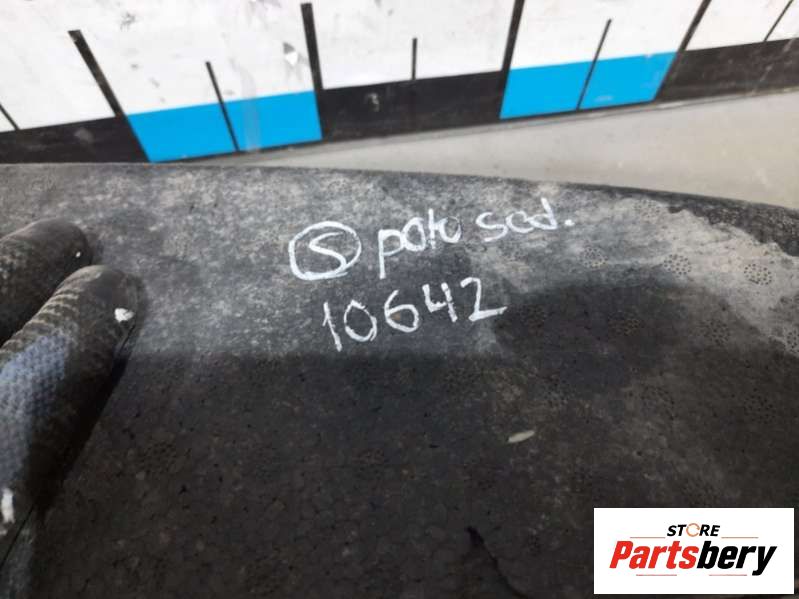 Ⓢ polo sed.
10642
STORE
Partsbery